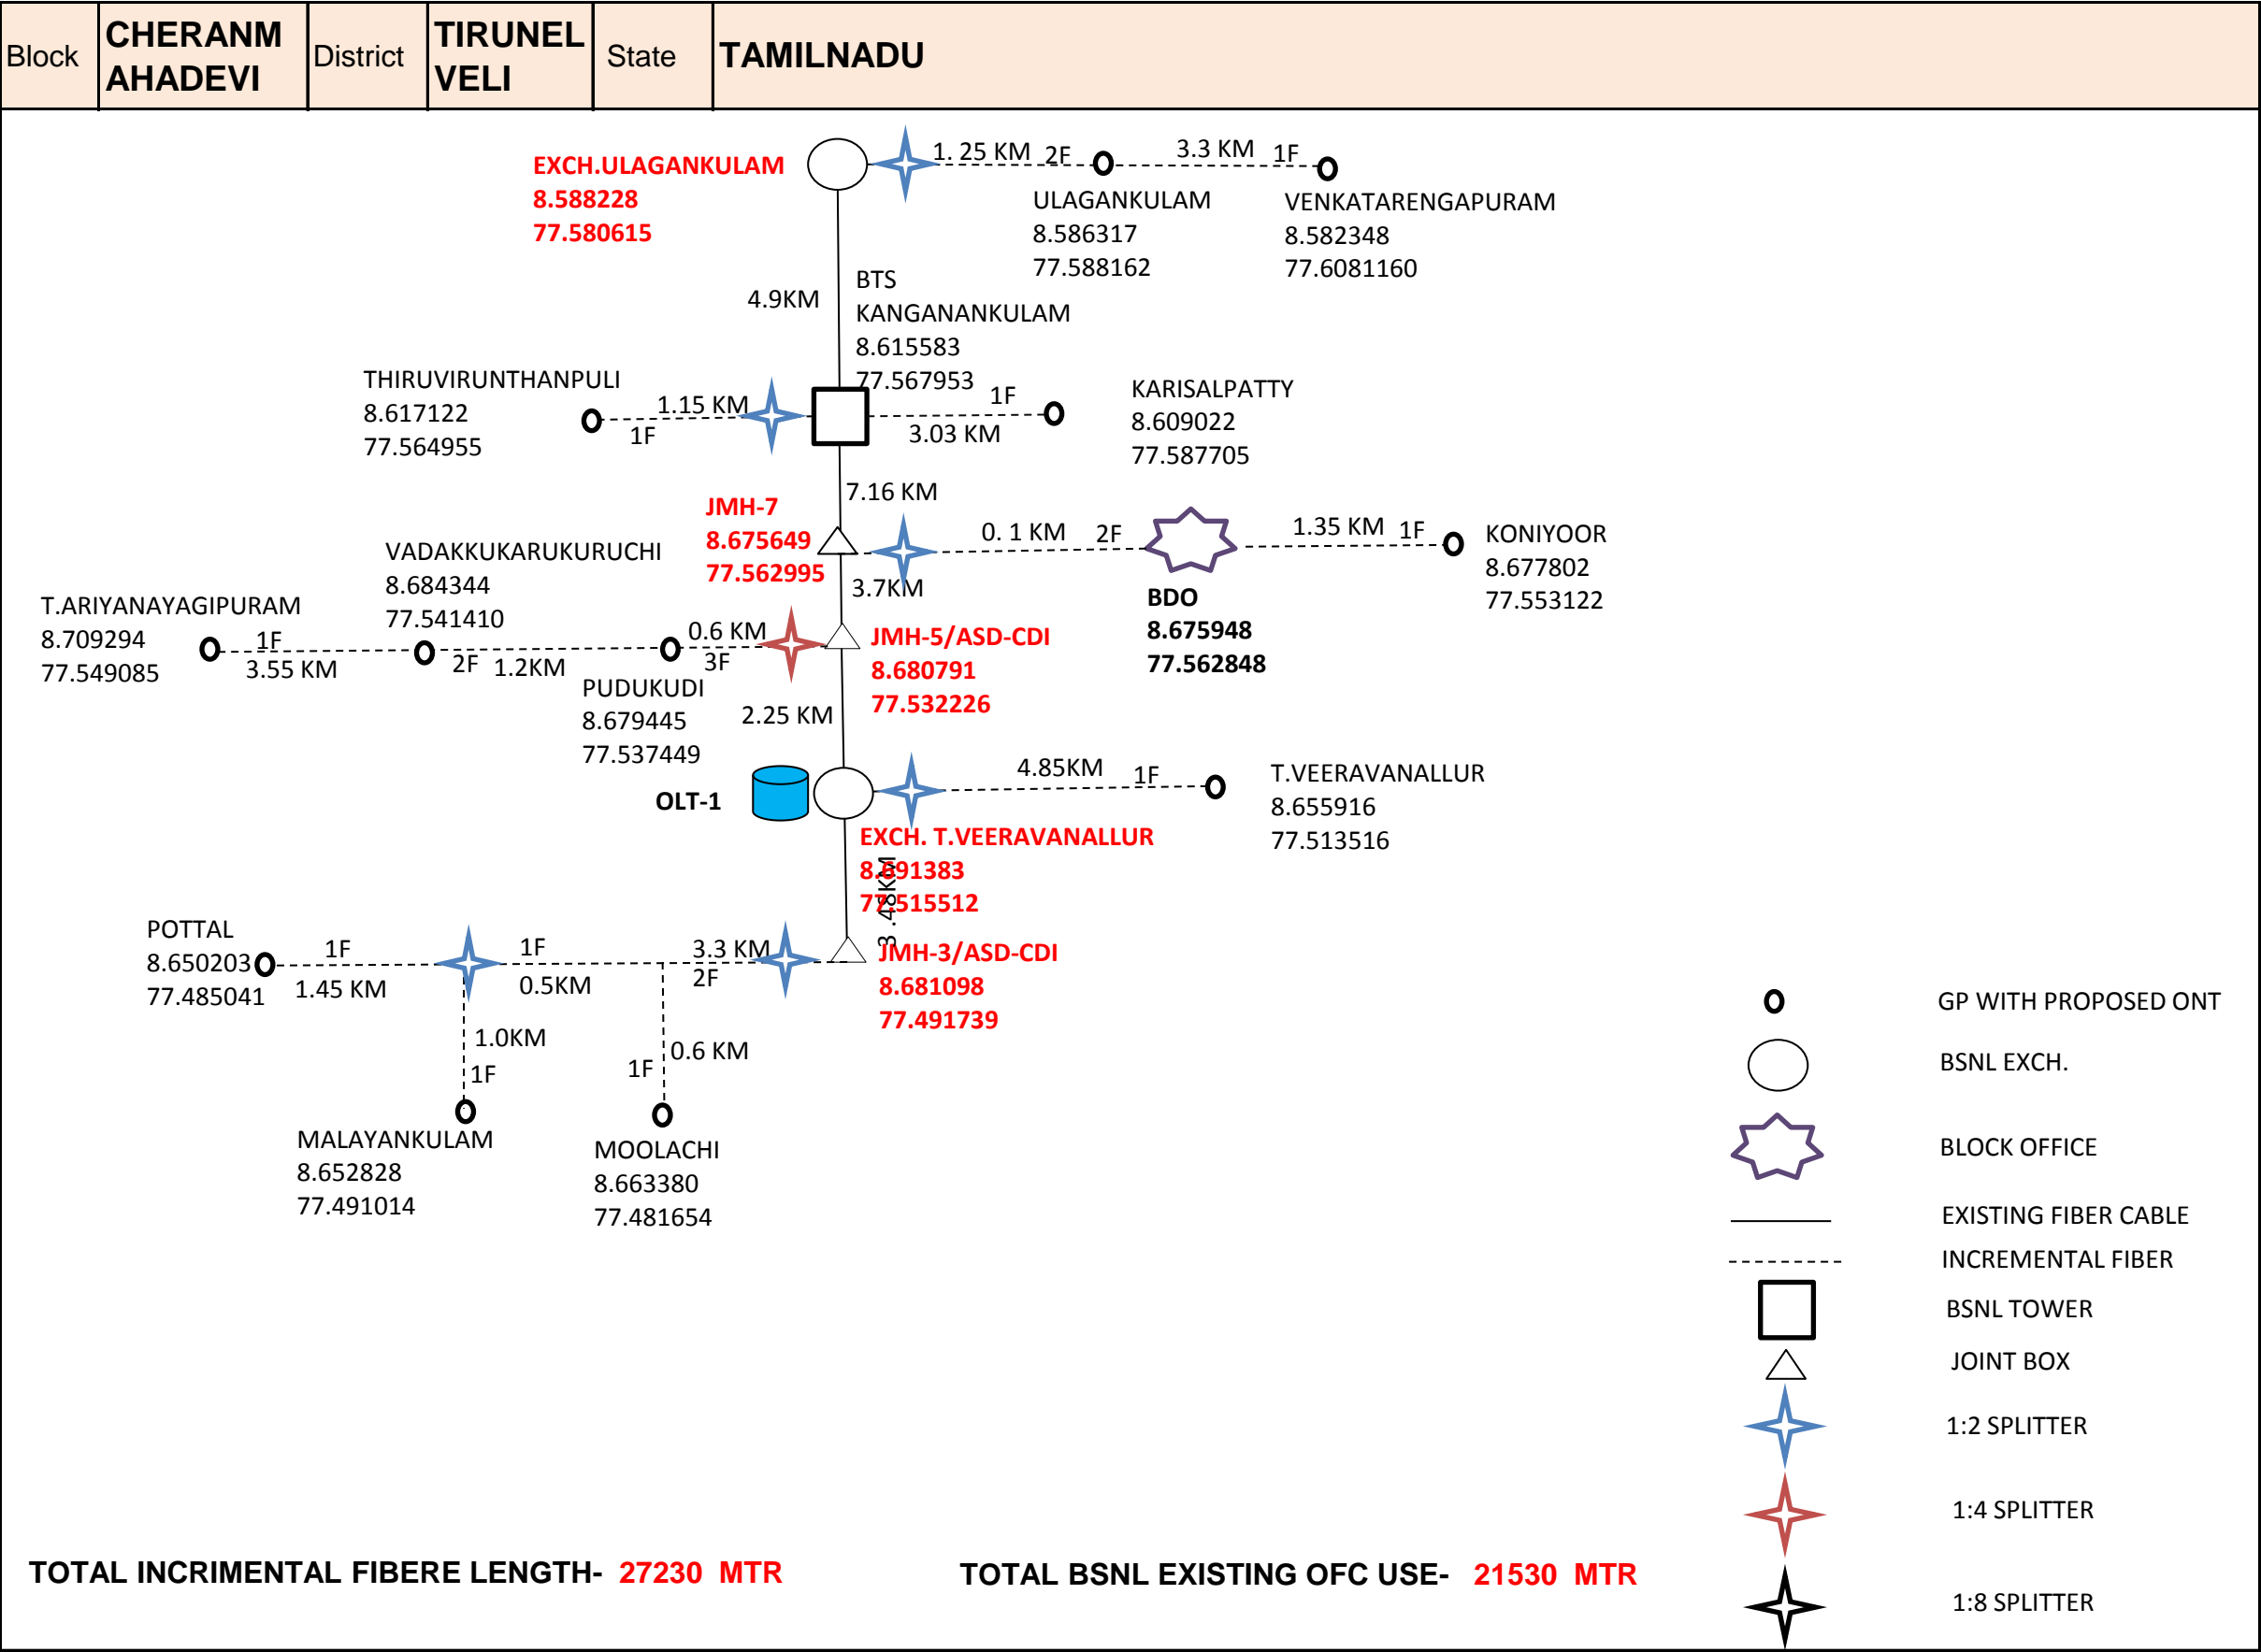 Block
CHERANM
AHADEVI
District
TIRUNEL
VELI
State
TAMILNADU
EXCH.ULAGANKULAM
8.588228
77.580615
1. 25 KM
2F
3.3 KM
1F
ULAGANKULAM
8.586317
77.588162
VENKATARENGAPURAM
8.582348
77.6081160
4.9KM
BTS
KANGANANKULAM
8.615583
77.567953
THIRUVIRUNTHANPULI
8.617122
77.564955
1.15 KM
1F
1F
3.03 KM
KARISALPATTY
8.609022
77.587705
7.16 KM
JMH-7
8.675649
77.562995
0. 1 KM
2F
1.35 KM
1F
KONIYOOR
8.677802
77.553122
BDO
8.675948
77.562848
3.7KM
VADAKKUKARUKURUCHI
8.684344
77.541410
T.ARIYANAYAGIPURAM
8.709294
77.549085
1F
3.55 KM
2F
1.2KM
0.6 KM
3F
PUDUKUDI
8.679445
77.537449
JMH-5/ASD-CDI
8.680791
77.532226
2.25 KM
OLT-1
4.85KM
1F
T.VEERAVANALLUR
8.655916
77.513516
EXCH. T.VEERAVANALLUR
8.691383
77.515512
3 .48KM
POTTAL
8.650203
77.485041
1F
1.45 KM
1F
0.5KM
3.3 KM
2F
JMH-3/ASD-CDI
8.681098
77.491739
1.0KM
1F
0.6 KM
1F
MALAYANKULAM
8.652828
77.491014
MOOLACHI
8.663380
77.481654
GP WITH PROPOSED ONT
BSNL EXCH.
BLOCK OFFICE
EXISTING FIBER CABLE
INCREMENTAL FIBER
BSNL TOWER
JOINT BOX
1:2 SPLITTER
1:4 SPLITTER
1:8 SPLITTER
TOTAL INCRIMENTAL FIBERE LENGTH- 27230 MTR
TOTAL BSNL EXISTING OFC USE- 21530 MTR